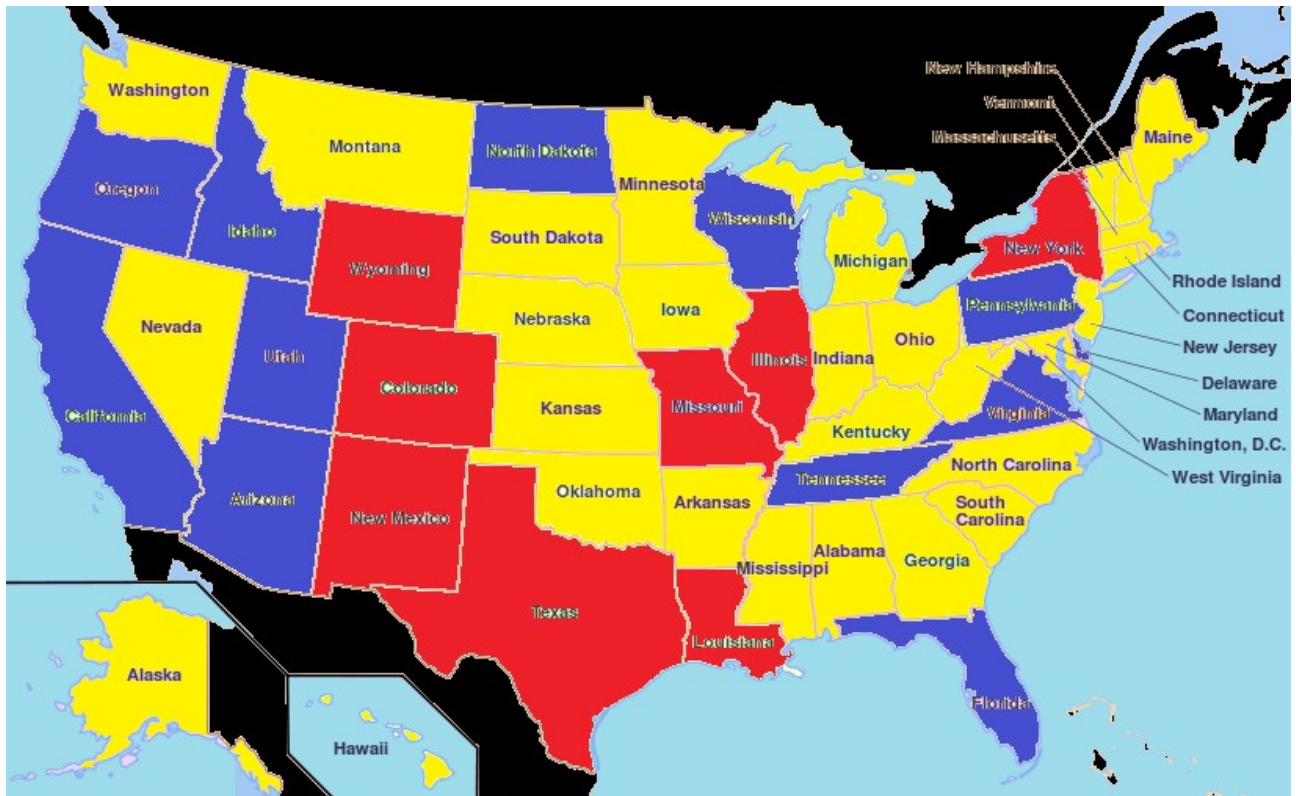 New Hampshire
Vermont
Massachusetts
Washington
Montana
North Dakota
Minnesota
Maine
Oregon
Idaho
Wisconsin
South Dakota
Wyoming
Michigan
New York
Rhode Island
Connecticut
New Jersey
Delaware
Maryland
Washington, D.C.
West Virginia
Pennsylvania
Nevada
Utah
Nebraska
Iowa
Illinois
Indiana
Ohio
California
Colorado
Kansas
Missouri
Kentucky
Virginia
Arizona
New Mexico
Oklahoma
Arkansas
Tennessee
North Carolina
South
Carolina
Mississippi
Alabama
Georgia
Texas
Louisiana
Florida
Alaska
Hawaii